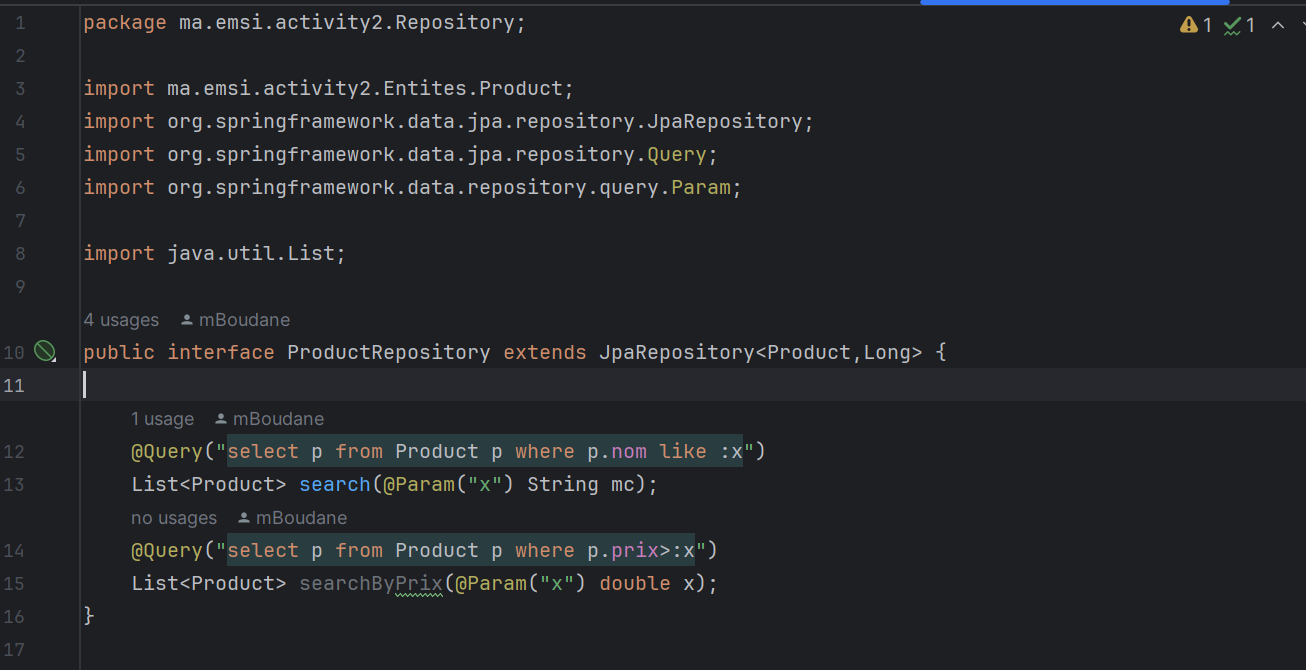 1 package ma.emsi.activity2.Repository; 1 1
2
3 import ma.emsi.activity2.Entites.Product;
4 import org.springframework.data.jpa.repository.JpaRepository;
5 import org.springframework.data.jpa.repository.Query;
6 import org.springframework.data.repository.query.Param;
7
8 import java.util.List;
9
4 usages mBoudane
10 public interface ProductRepository extends JpaRepository<Product,Long> {
11
1 usage mBoudane
12 @Query("select p from Product p where p.nom like :x")
13 List<Product> search(@Param("x") String mc);
no usages mBoudane
14 @Query("select p from Product p where p.prix>:x")
15 List<Product> searchByPrix(@Param("x") double x);
16 }
17